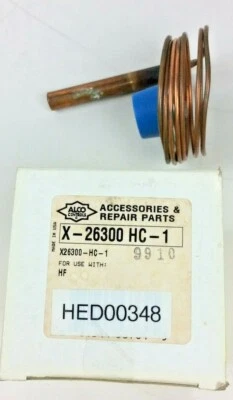 ALCO
CONTROLS
ACCESSORIES &
REPAIR PARTS
MADE IN USA
X-26300 HC-1
X26300-HC-1
9910
FOR USE WITH:
HF
HED00348